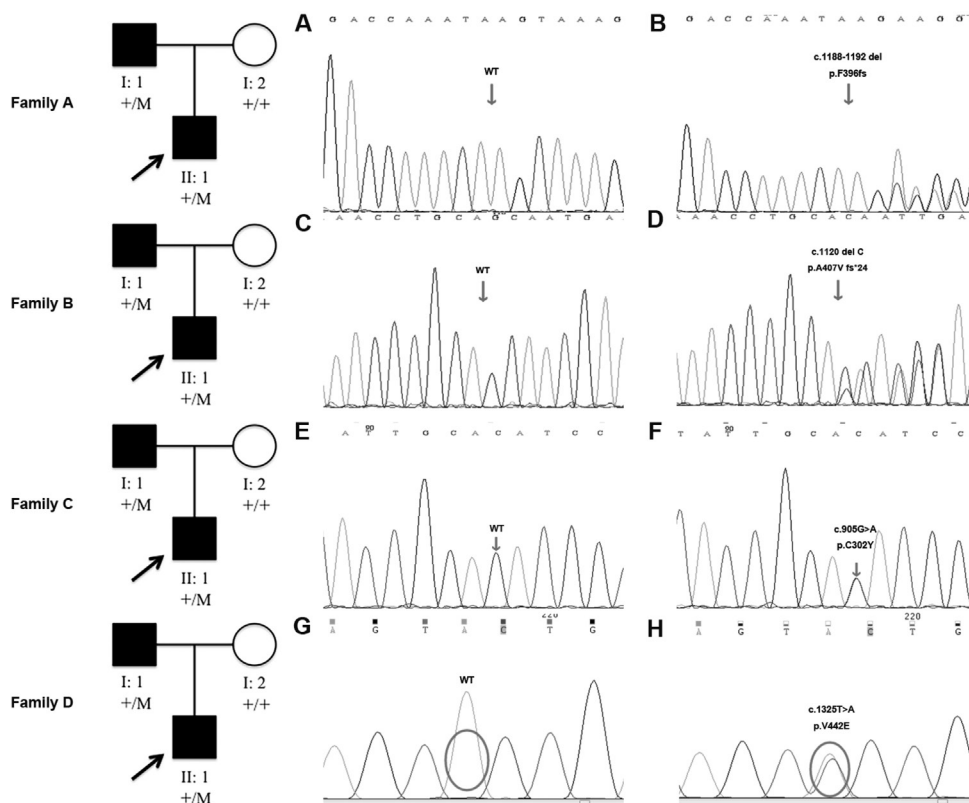 A
G A C C A A A T A A G T A A A G
B
G A C C A A A T A A G A A G G
I: 1
+/M
I: 2
+/+
Family A
II: 1
+/M
WT
c.1188-1192 del
p.F396fs
C
A A C C T G C A G C A A T G A
D
A A C C T G C A C A A T T G A
I: 1
+/M
I: 2
+/+
Family B
II: 1
+/M
WT
c.1120 del C
p.A407V fs*24
E
A T T G C A C A T C C
F
T A T T G C A C A T C C
I: 1
+/M
I: 2
+/+
Family C
II: 1
+/M
WT
c.905G>A
p.C302Y
G
A G T A C T G
H
220
A G T A C T G
I: 1
+/M
I: 2
+/+
Family D
II: 1
+/M
WT
c.1325T>A
p.V442E